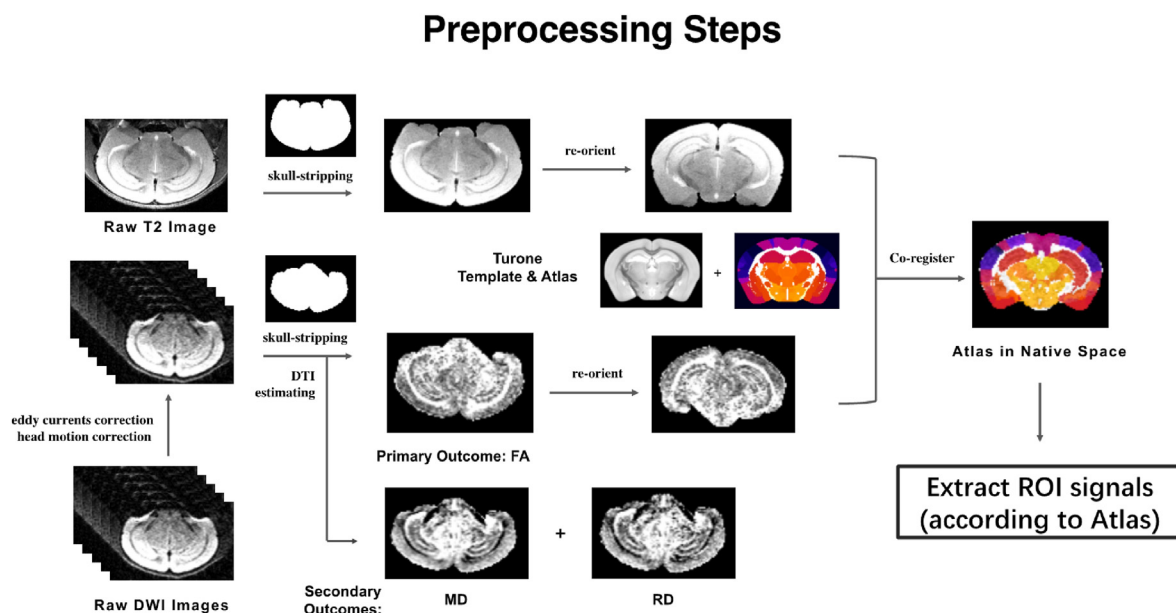 Preprocessing Steps
skull-stripping
re-orient
Raw T2 Image
Turone
Template & Atlas
+
Co-register
Atlas in Native Space
skull-stripping
DTI
estimating
re-orient
eddy currents correction
head motion correction
Primary Outcome: FA
Extract ROI signals
(according to Atlas)
+
Raw DWI Images
Secondary
Outcomes:
MD
RD